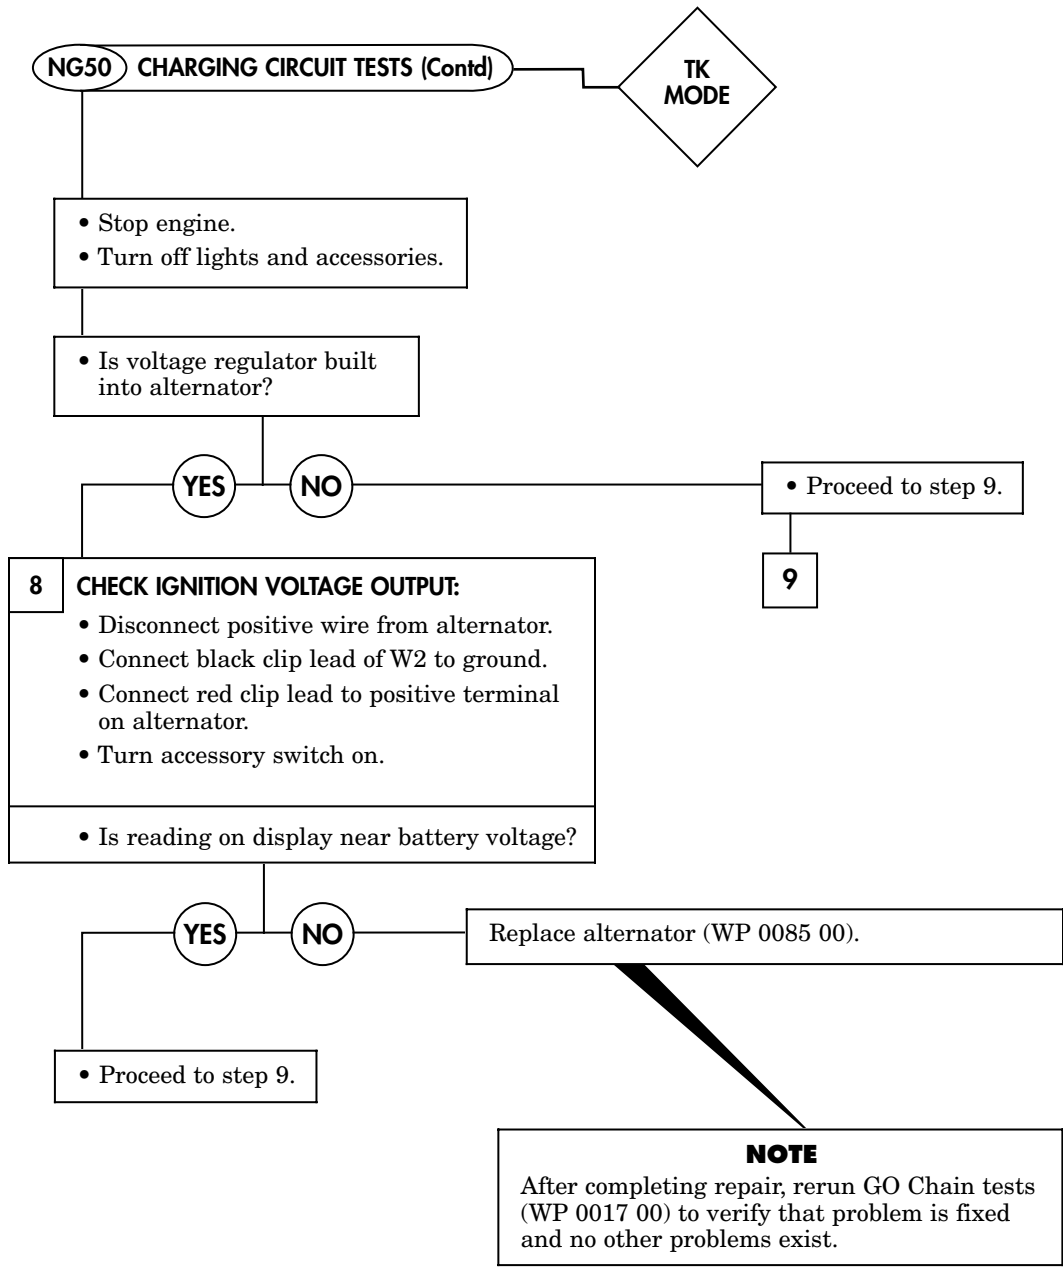 NG50 CHARGING CIRCUIT TESTS (Contd)
TK
MODE
• Stop engine.
• Turn off lights and accessories.
• Is voltage regulator built
into alternator?
YES
NO
• Proceed to step 9.
9
8 CHECK IGNITION VOLTAGE OUTPUT:
• Disconnect positive wire from alternator.
• Connect black clip lead of W2 to ground.
• Connect red clip lead to positive terminal
on alternator.
• Turn accessory switch on.
• Is reading on display near battery voltage?
YES
NO
Replace alternator (WP 0085 00).
• Proceed to step 9.
NOTE
After completing repair, rerun GO Chain tests
(WP 0017 00) to verify that problem is fixed
and no other problems exist.